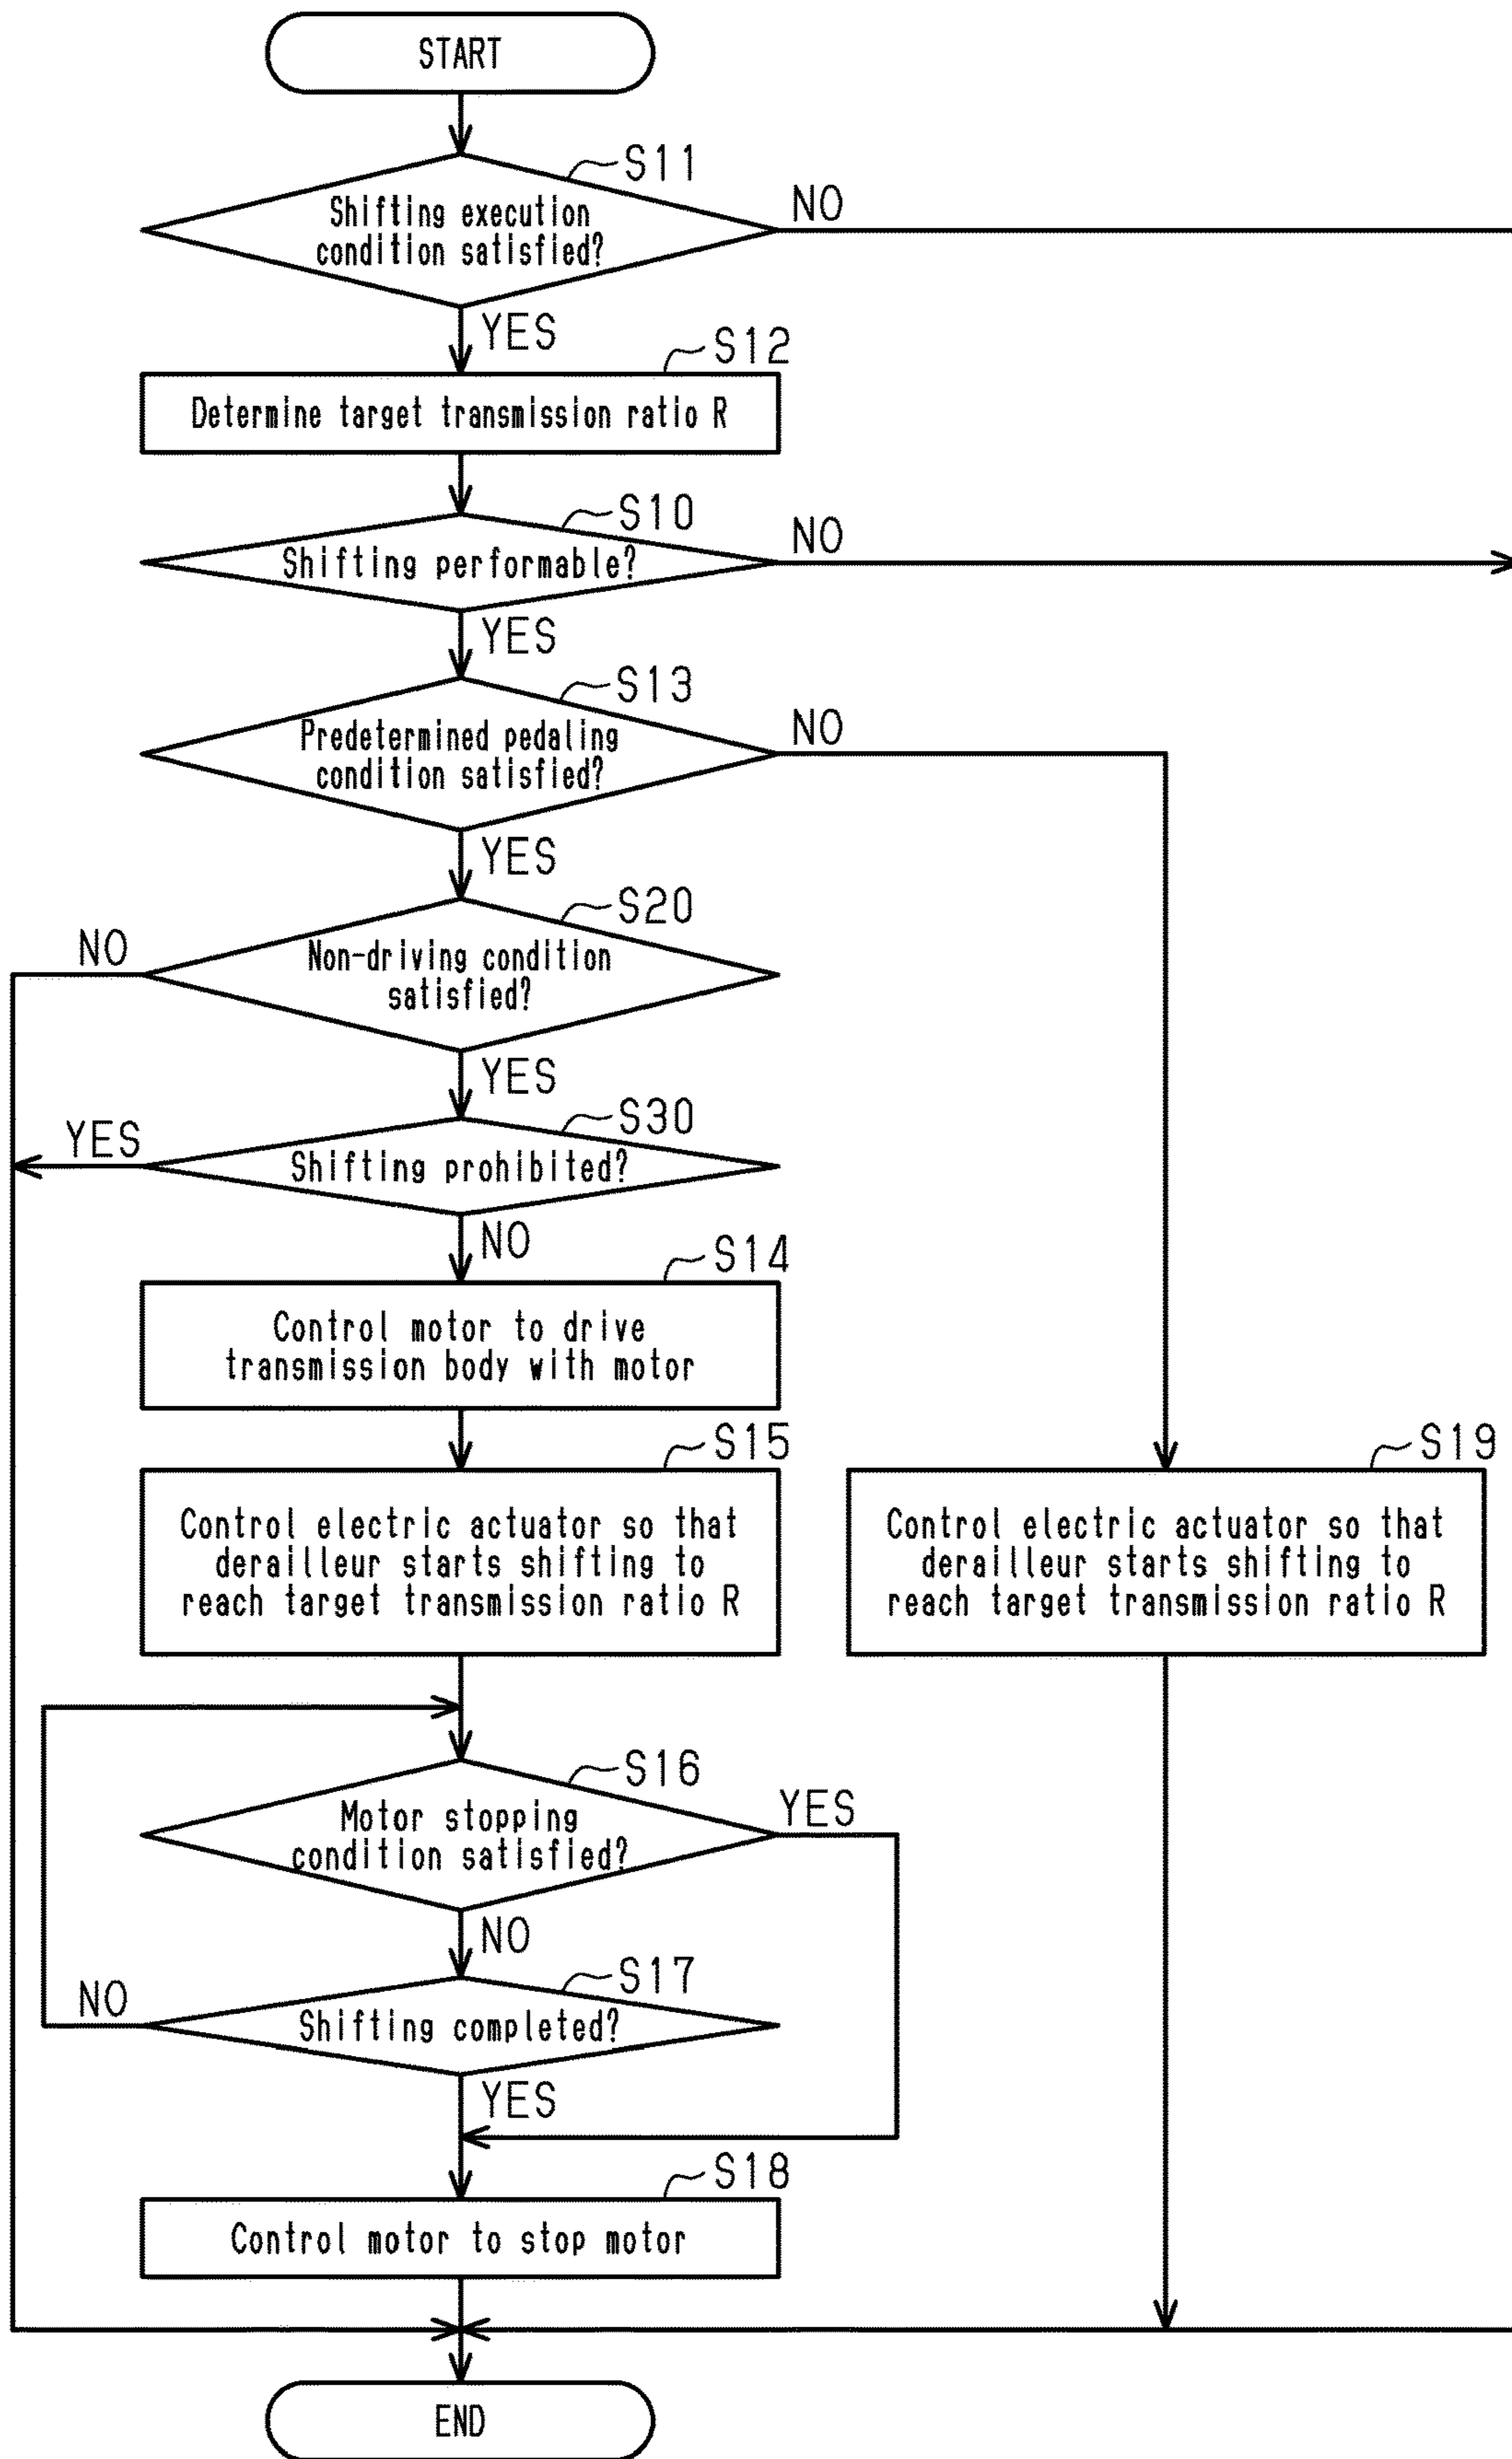 START
S11
Shifting execution
condition satisfied?
NO
YES
S12
Determine target transmission ratio R
S10
Shifting performable?
NO
YES
S13
Predetermined pedaling
condition satisfied?
NO
YES
S20
Non-driving condition
satisfied?
NO
YES
S30
Shifting prohibited?
YES
NO
S14
Control motor to drive
transmission body with motor
S15
Control electric actuator so that
derailleur starts shifting to
reach target transmission ratio R
S19
Control electric actuator so that
derailleur starts shifting to
reach target transmission ratio R
S16
Motor stopping
condition satisfied?
YES
NO
S17
Shifting completed?
NO
YES
S18
Control motor to stop motor
END